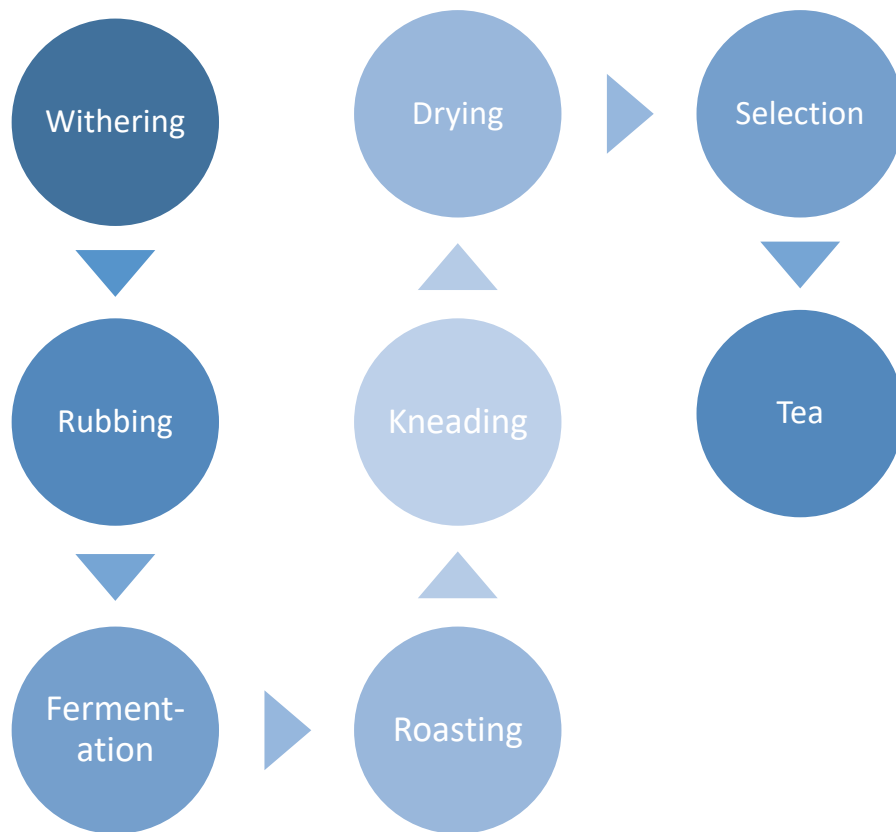 Withering
Rubbing
Ferment-
ation
Roasting
Kneading
Drying
Selection
Tea